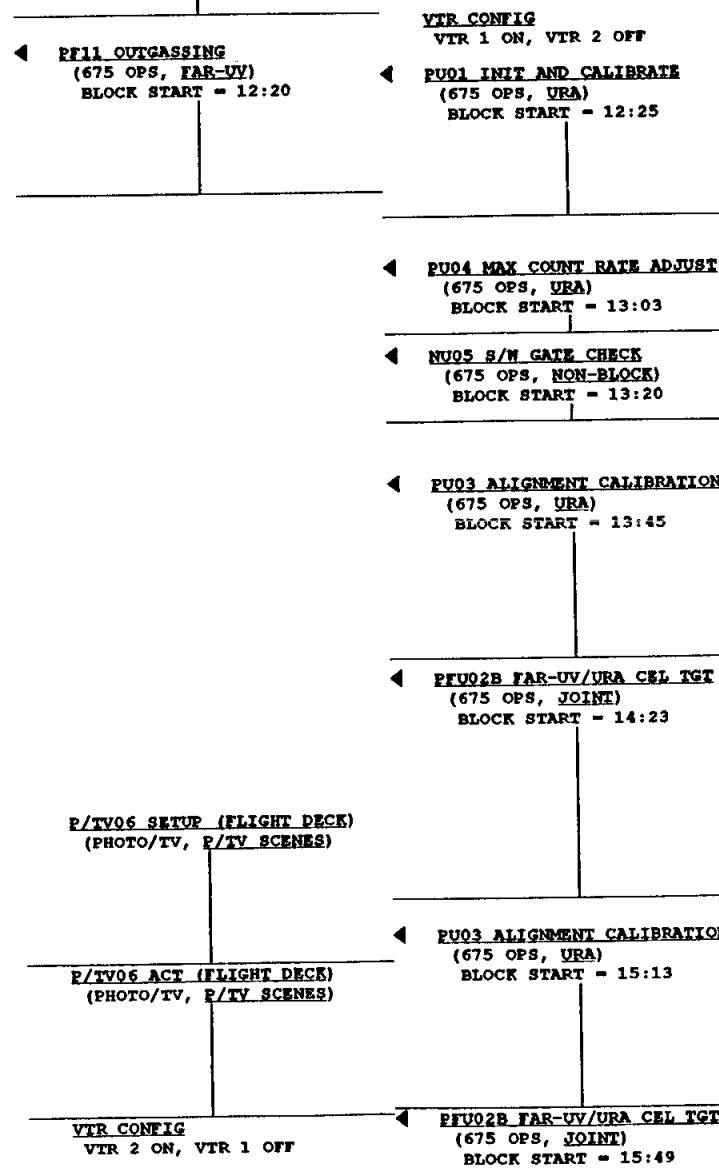 PF11 OUTGASSING
(675 OPS, FAR-UV)
BLOCK START = 12:20
P/TV06 SETUP (FLIGHT DECK)
(PHOTO/TV, P/TV SCENES)
P/TV06 ACT (FLIGHT DECK)
(PHOTO/TV, P/TV SCENES)
VTR CONFIG
VTR 2 ON, VTR 1 OFF
VTR CONFIG
VTR 1 ON, VTR 2 OFF
PU01 INIT AND CALIBRATE
(675 OPS, URA)
BLOCK START = 12:25
PU04 MAX COUNT RATE ADJUST
(675 OPS, URA)
BLOCK START = 13:03
NU05 S/W GATE CHECK
(675 OPS, NON-BLOCK)
BLOCK START = 13:20
PU03 ALIGNMENT CALIBRATION
(675 OPS, URA)
BLOCK START = 13:45
PFU02B FAR-UV/URA CEL TGT
(675 OPS, JOINT)
BLOCK START = 14:23
PU03 ALIGNMENT CALIBRATION
(675 OPS, URA)
BLOCK START = 15:13
PFU02B FAR-UV/URA CEL TGT
(675 OPS, JOINT)
BLOCK START = 15:49